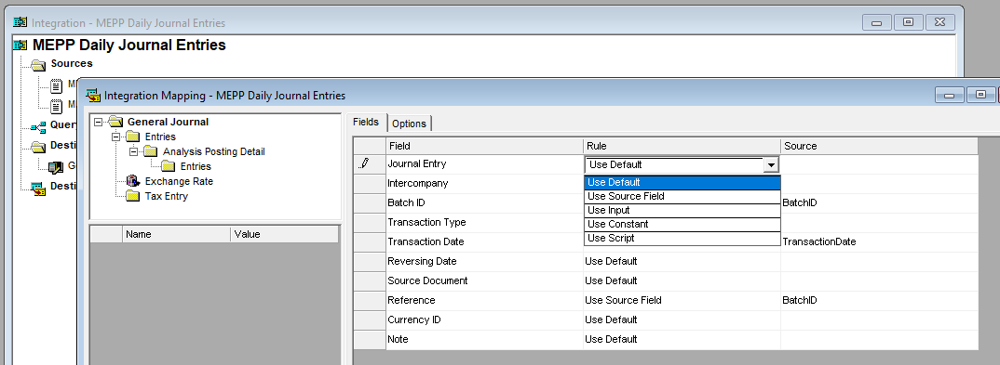 Integration - MEPP Daily Journal Entries
MEPP Daily Journal Entries
Sources
Integration Mapping - MEPP Daily Journal Entries
General Journal
Entries
Analysis Posting Detail
Entries
Exchange Rate
Tax Entry
Name Value
Fields Options
Field Rule Source
Journal Entry Use Default
Intercompany Use Default
Use Source Field
Batch ID BatchID
Use Input
Transaction Type Use Constant
Transaction Date Use Script TransactionDate
Reversing Date Use Default
Source Document Use Default
Reference Use Source Field BatchID
Currency ID Use Default
Note Use Default